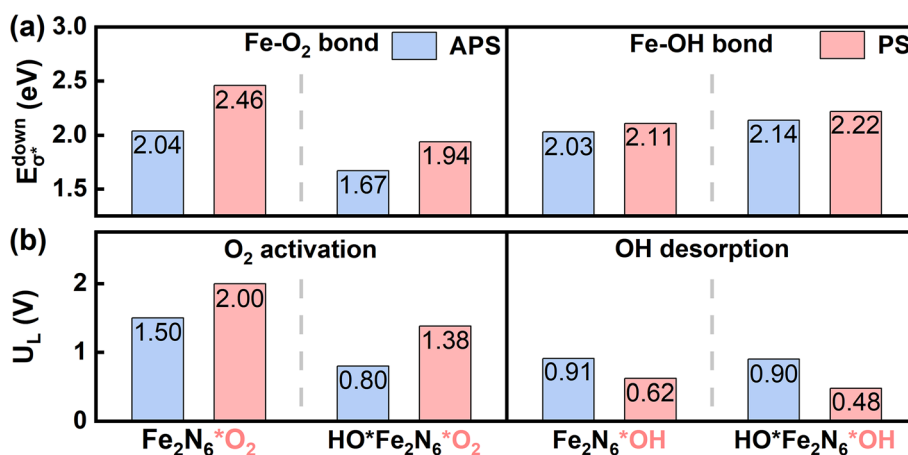 (a)
Fe-O₂ bond
APS
Fe-OH bond
PS
E_σ*^down (eV)
3.0
2.5
2.0
1.5
2.04
2.46
1.67
1.94
2.03
2.11
2.14
2.22
(b)
O₂ activation
OH desorption
U_L (V)
2
1
0
1.50
2.00
0.80
1.38
0.91
0.62
0.90
0.48
Fe₂N₆*O₂
HO*Fe₂N₆*O₂
Fe₂N₆*OH
HO*Fe₂N₆*OH